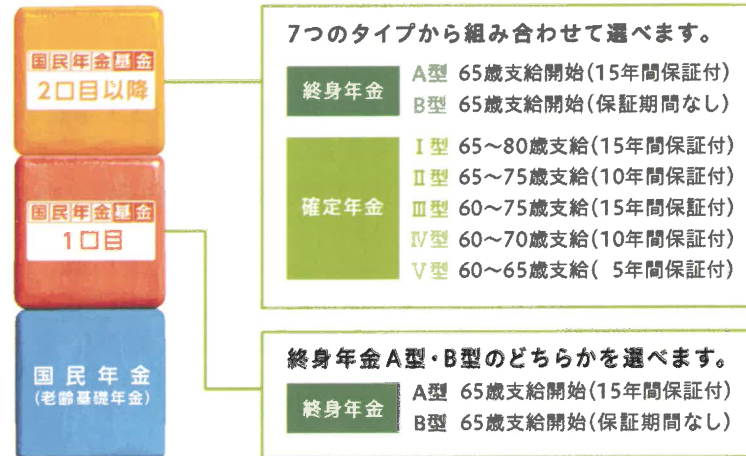 国民年金基金
2口目以降
国民年金基金
1口目
国民年金
(老齢基礎年金)
7つのタイプから組み合わせて選べます。
終身年金
A型 65歳支給開始(15年間保証付)
B型 65歳支給開始(保証期間なし)
確定年金
I型 65～80歳支給(15年間保証付)
II型 65～75歳支給(10年間保証付)
III型 60～75歳支給(15年間保証付)
IV型 60～70歳支給(10年間保証付)
V型 60～65歳支給( 5年間保証付)
終身年金A型・B型のどちらかを選べます。
終身年金
A型 65歳支給開始(15年間保証付)
B型 65歳支給開始(保証期間なし)